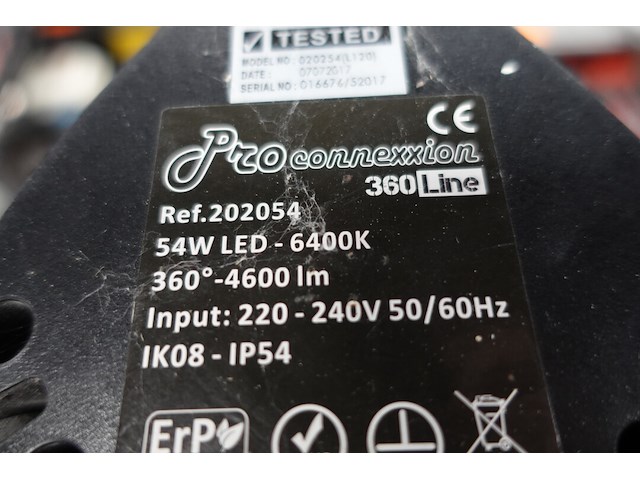 TESTED
MODEL NO: 020254(L120)
DATE: 07072017
SERIAL NO: 016676/52017
CE
Pro connexxion
360 Line
Ref.202054
54W LED - 6400K
360°-4600 lm
Input: 220 - 240V 50/60Hz
IK08 - IP54
ErP